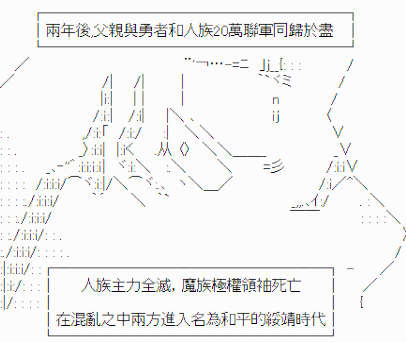 兩年後,父親與勇者和人族20萬聯軍同歸於盡
人族主力全滅，魔族極權領袖死亡
在混亂之中兩方進入名為和平的綏靖時代